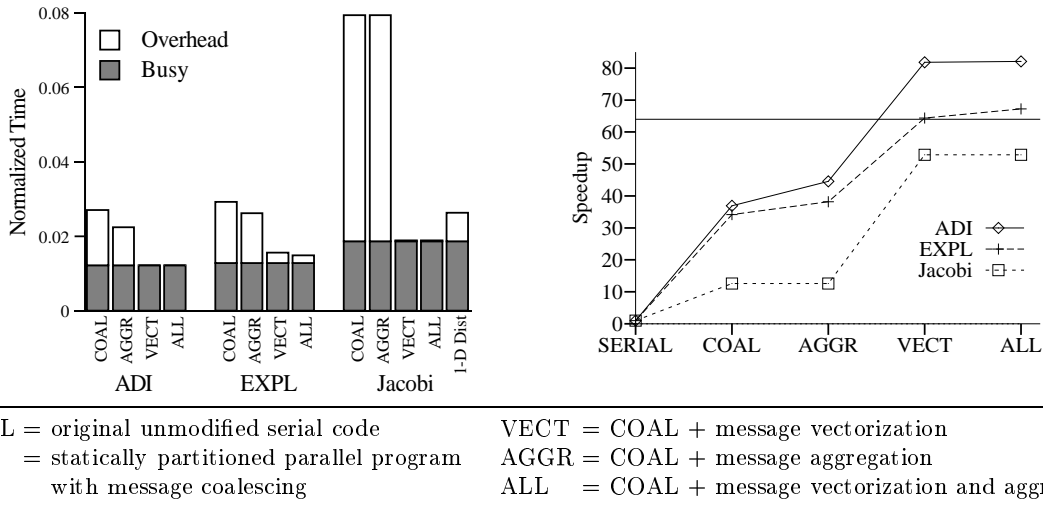 0.08
0.06
0.04
0.02
0
Normalized Time
Overhead
Busy
COAL
AGGR
VECT
ALL
COAL
AGGR
VECT
ALL
COAL
AGGR
VECT
ALL
1-D Dist
ADI
EXPL
Jacobi
80
70
60
50
40
30
20
10
0
Speedup
ADI
EXPL
Jacobi
SERIAL
COAL
AGGR
VECT
ALL
L = original unmodified serial code
= statically partitioned parallel program
with message coalescing
VECT = COAL + message vectorization
AGGR = COAL + message aggregation
ALL = COAL + message vectorization and aggr